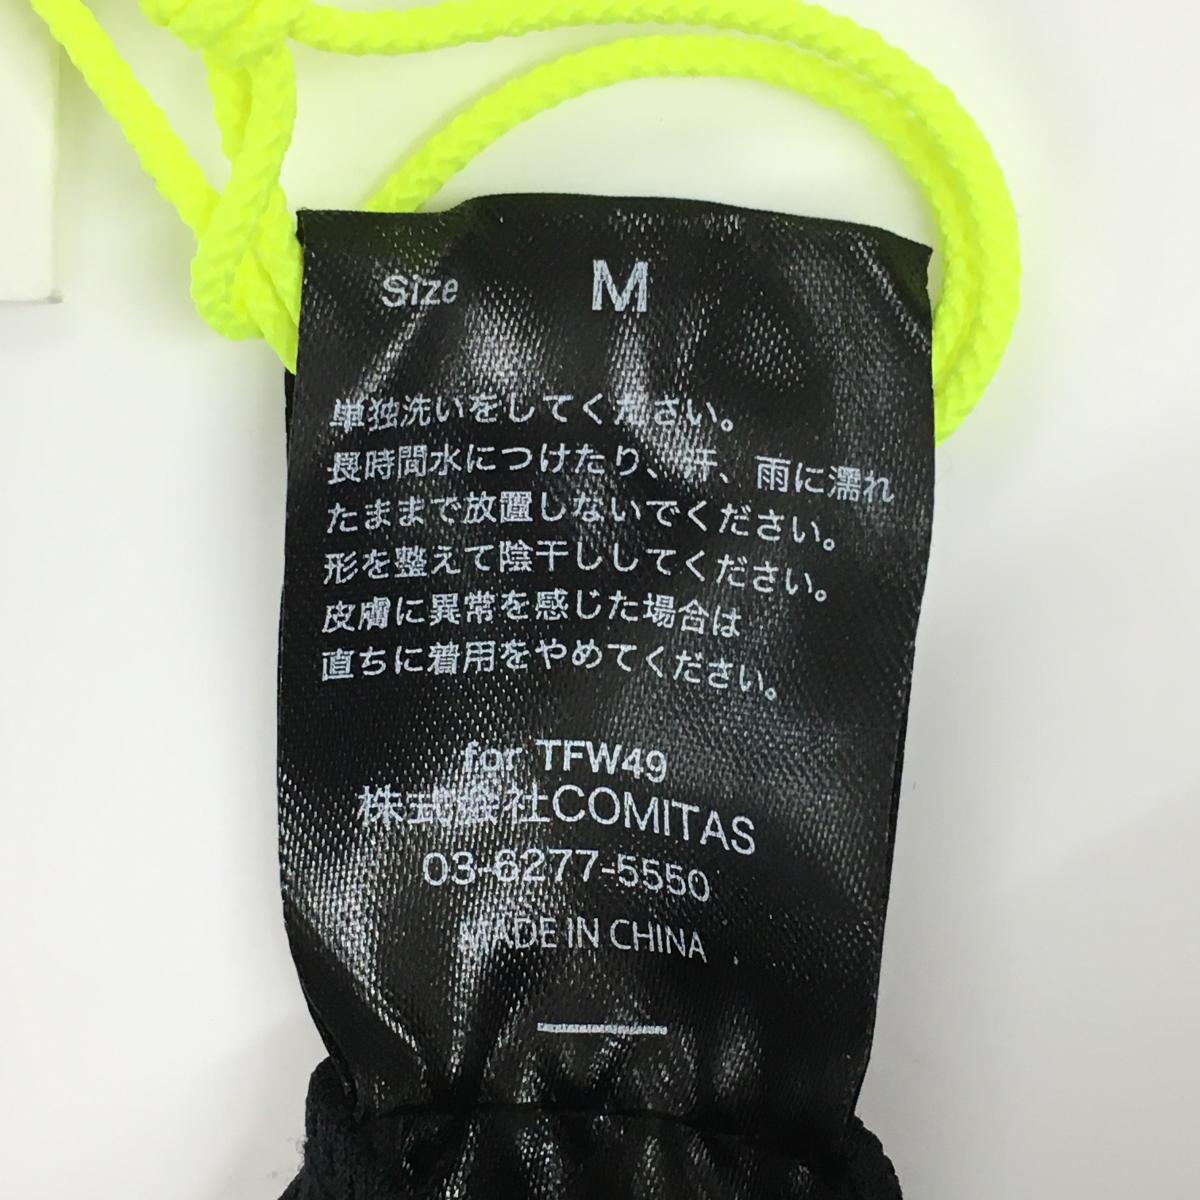 Size M
単独洗いをしてください。
長時間水につけたり、汗、雨に濡れ
たままで放置しないでください。
形を整えて陰干ししてください。
皮膚に異常を感じた場合は
直ちに着用をやめてください。
for TFW49
株式会社COMITAS
03-6277-5550
MADE IN CHINA